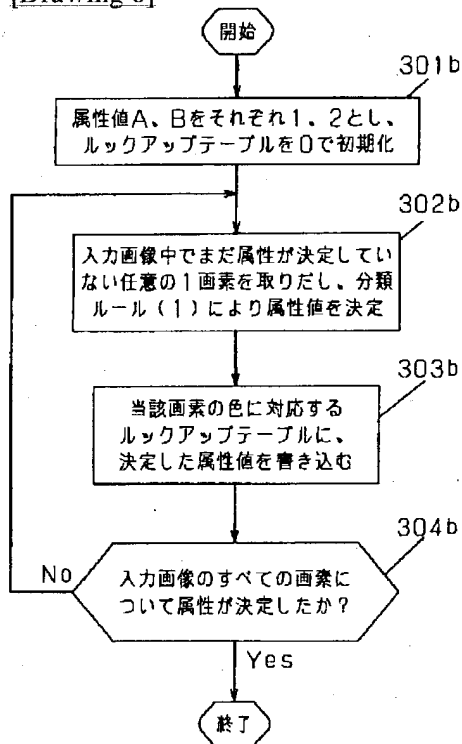 [Drawing 6]
開始
301b
属性値A、Bをそれぞれ1、2とし、
ルックアップテーブルを0で初期化
302b
入力画像中でまだ属性が決定してい
ない任意の1画素を取りだし、分類
ルール(1)により属性値を決定
303b
当該画素の色に対応する
ルックアップテーブルに、
決定した属性値を書き込む
304b
No
入力画像のすべての画素に
ついて属性が決定したか?
Yes
終了